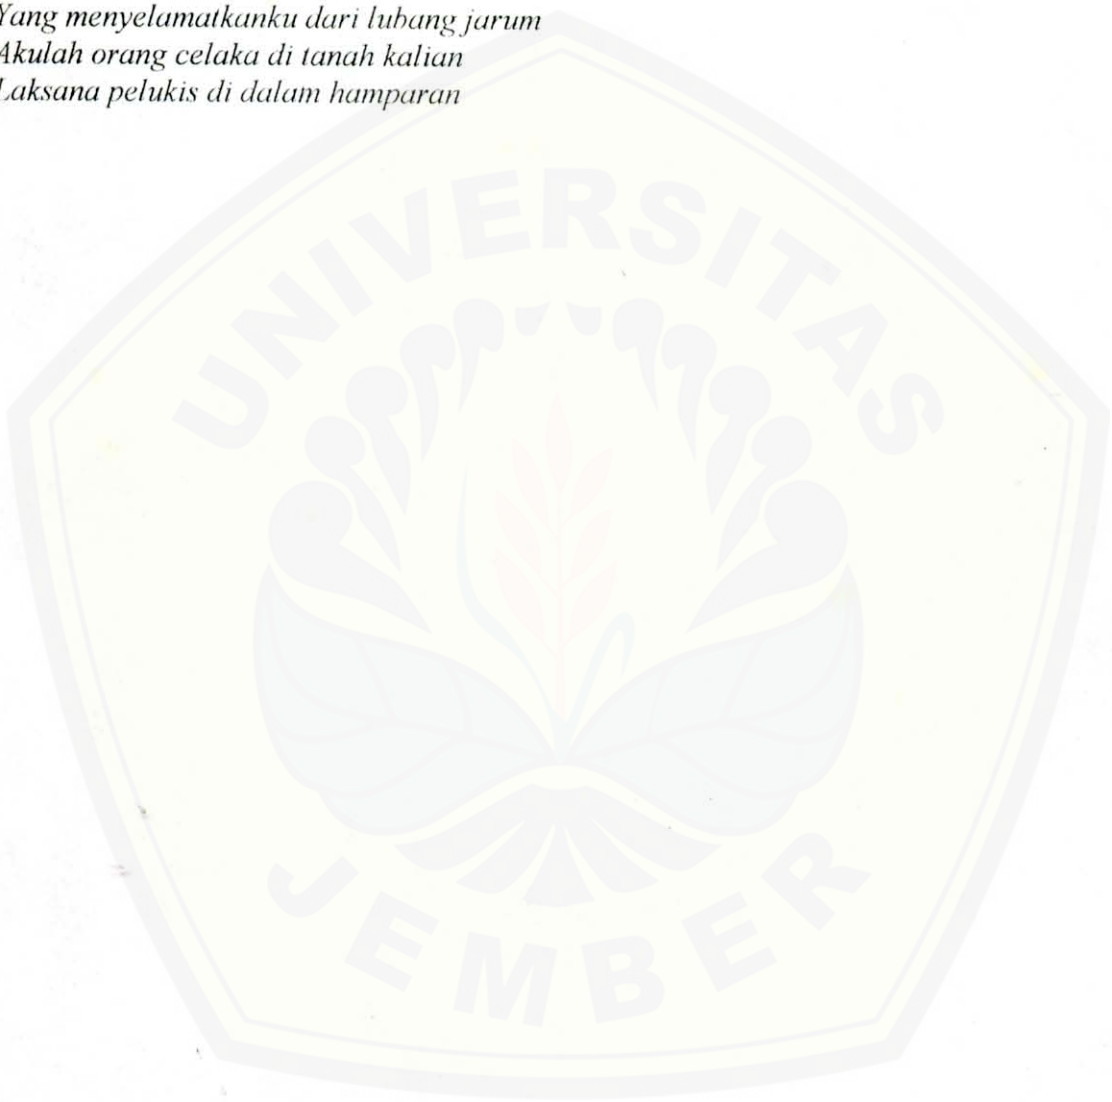 Yang menyelamatkanku dari lubang jarum
Akulah orang celaka di tanah kalian
Laksana pelukis di dalam hamparan
UNIVERSITAS
JEMBER